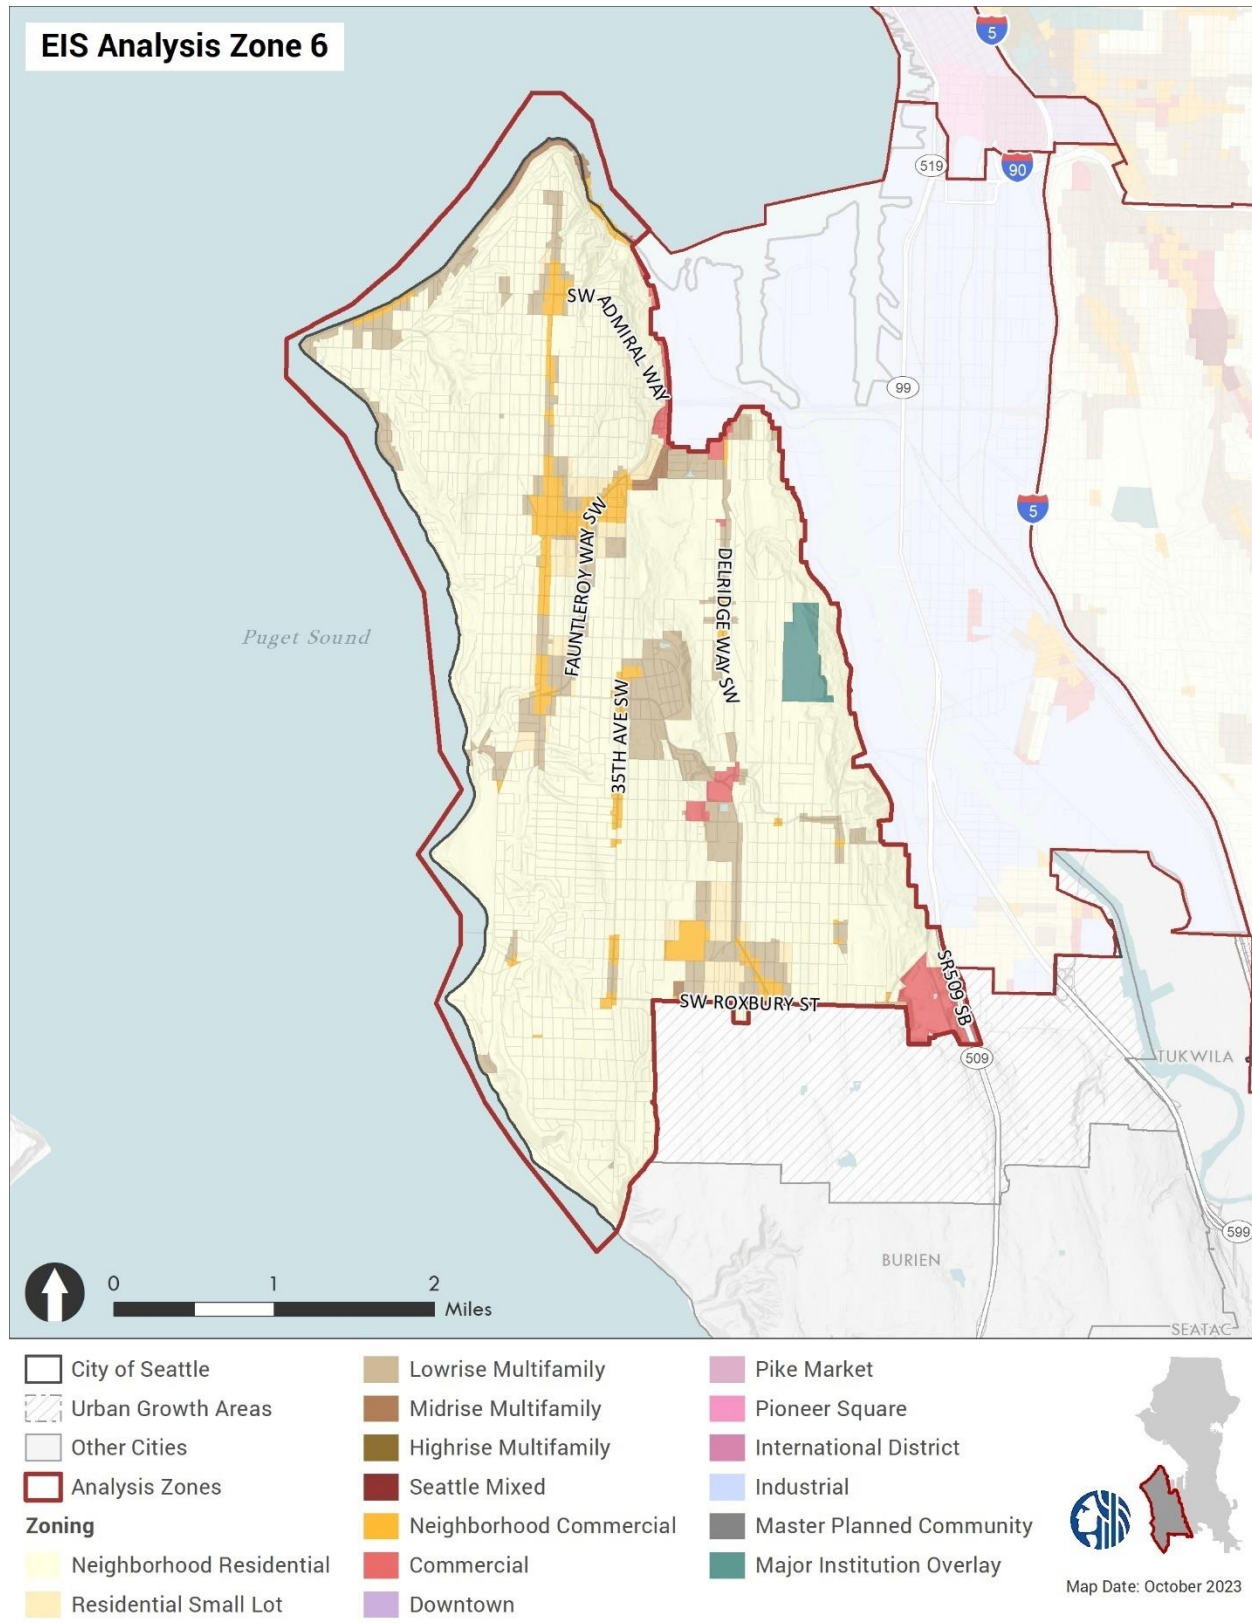 EIS Analysis Zone 6
5
519
90
SW ADMIRAL WAY
99
5
FAUNTLEROY WAY SW
DELRIDGE WAY SW
Puget Sound
35TH AVE SW
SW ROXBURY ST
SR509 SB
509
TUKWILA
599
BURIEN
SEATAC
0 1 2
Miles
City of Seattle
Urban Growth Areas
Other Cities
Analysis Zones
Zoning
Neighborhood Residential
Residential Small Lot
Lowrise Multifamily
Midrise Multifamily
Highrise Multifamily
Seattle Mixed
Neighborhood Commercial
Commercial
Downtown
Pike Market
Pioneer Square
International District
Industrial
Master Planned Community
Major Institution Overlay
Map Date: October 2023